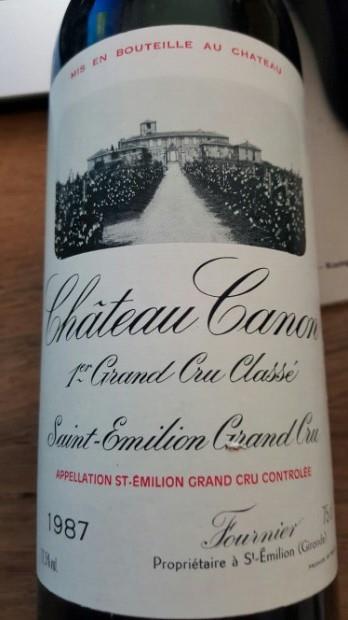 MIS EN BOUTEILLE AU CHATEAU
Château Canon
1er Grand Cru Classé
Saint-Emilion Grand Cru
APPELLATION ST-ÉMILION GRAND CRU CONTROLÉE
1987
Fournier
Propriétaire à St-Émilion (Gironde)